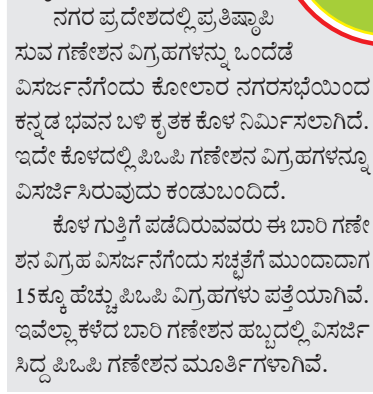 ನಗರ ಪ್ರದೇಶದಲ್ಲಿ ಪ್ರತಿಷ್ಠಾಪಿ
ಸುವ ಗಣೇಶನ ವಿಗ್ರಹಗಳನ್ನು ಒಂದೆಡೆ
ವಿಸರ್ಜನೆಗೆಂದು ಕೋಲಾರ ನಗರಸಭೆಯಿಂದ
ಕನ್ನಡ ಭವನ ಬಳಿ ಕೃತಕ ಕೊಳ ನಿರ್ಮಿಸಲಾಗಿದೆ.
ಇದೇ ಕೊಳದಲ್ಲಿ ಪಿಒಪಿ ಗಣೇಶನ ವಿಗ್ರಹಗಳನ್ನೂ
ವಿಸರ್ಜಿಸಿರುವುದು ಕಂಡುಬಂದಿದೆ.
ಕೊಳ ಗುತ್ತಿಗೆ ಪಡೆದಿರುವವರು ಈ ಬಾರಿ ಗಣೇ
ಶನ ವಿಗ್ರಹ ವಿಸರ್ಜನೆಗೆಂದು ಸಚ್ಛತೆಗೆ ಮುಂದಾದಾಗ
15ಕ್ಕೂ ಹೆಚ್ಚು ಪಿಒಪಿ ವಿಗ್ರಹಗಳು ಪತ್ತೆಯಾಗಿವೆ.
ಇವೆಲ್ಲಾ ಕಳೆದ ಬಾರಿ ಗಣೇಶನ ಹಬ್ಬದಲ್ಲಿ ವಿಸರ್ಜಿ
ಸಿದ್ದ ಪಿಒಪಿ ಗಣೇಶನ ಮೂರ್ತಿಗಳಾಗಿವೆ.